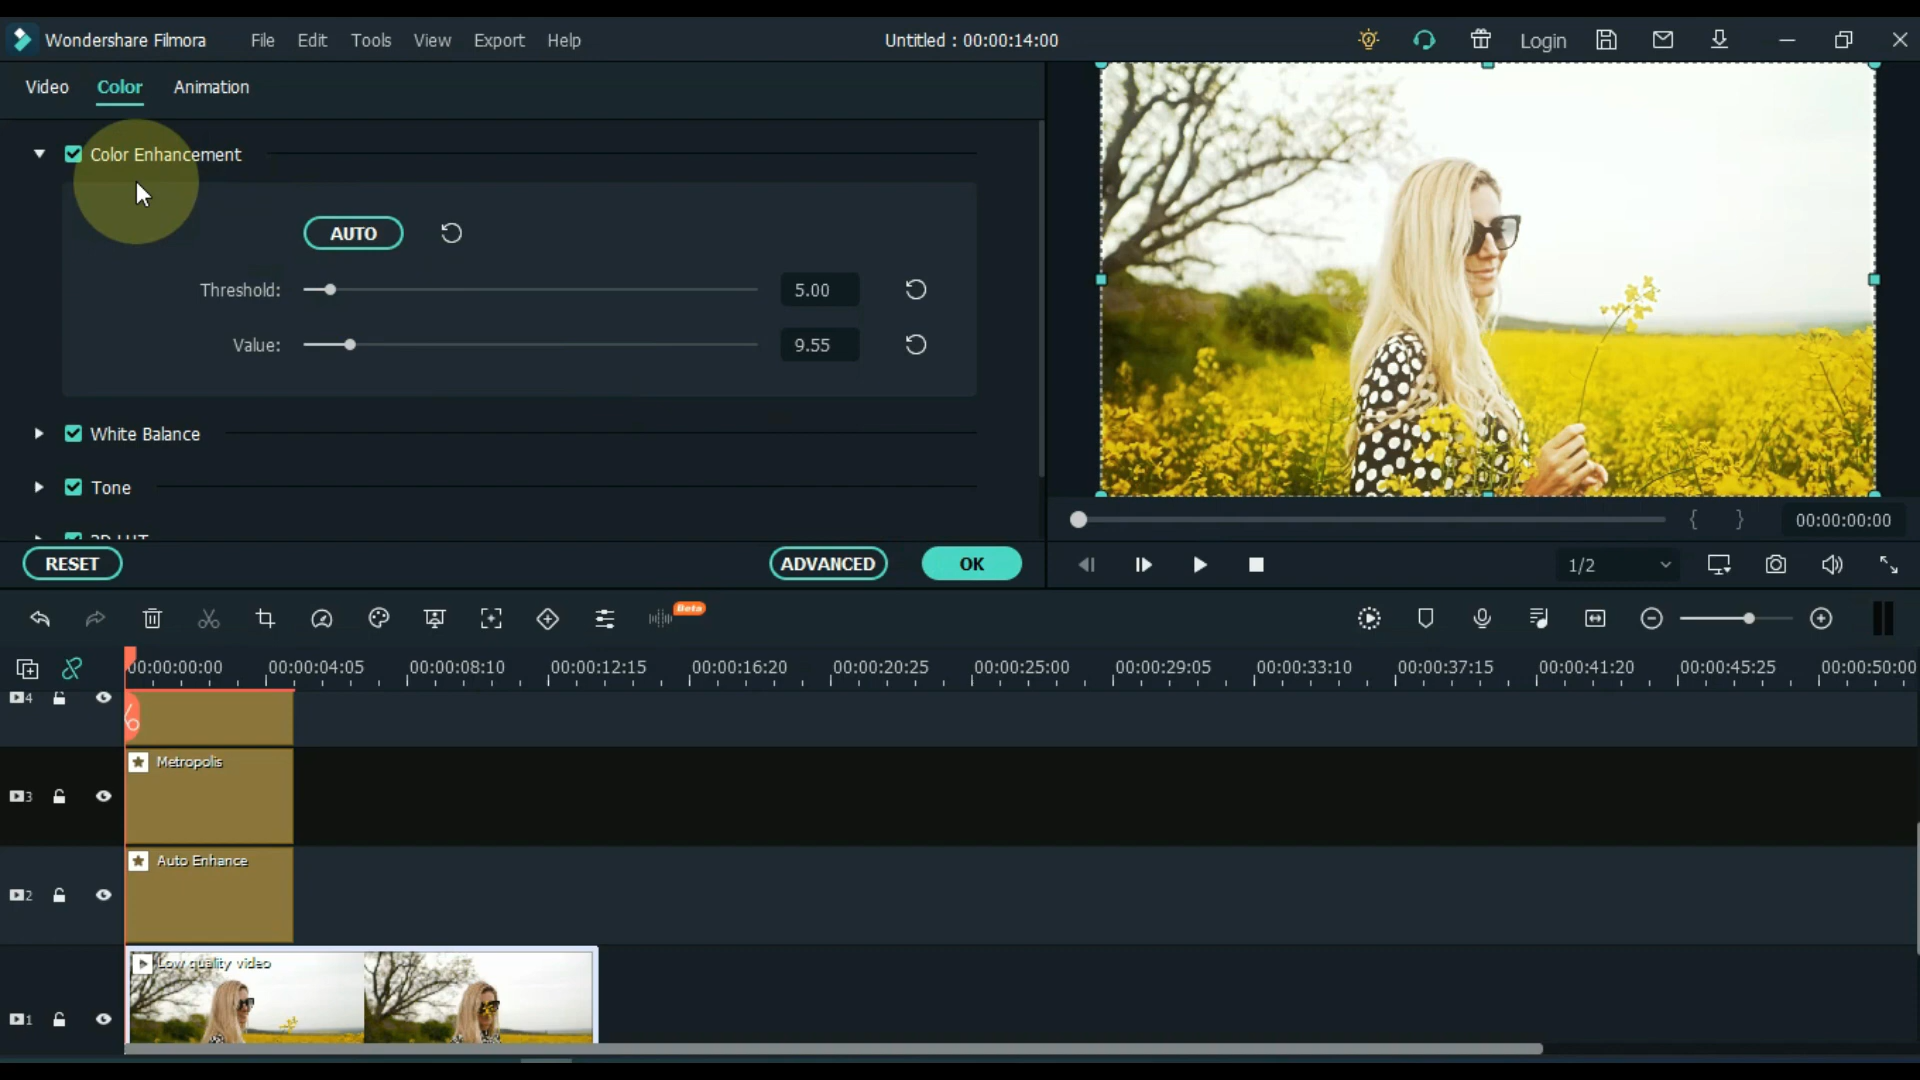 Wondershare Filmora File Edit Tools View Export Help Untitled : 00:00:14:00 Login
Video Color Animation
Color Enhancement
AUTO
Threshold: 5.00
Value: 9.55
White Balance
Tone
3D LUT
RESET ADVANCED OK
00:00:00:00
1/2
Beta
00:00:00:00 00:00:04:05 00:00:08:10 00:00:12:15 00:00:16:20 00:00:20:25 00:00:25:00 00:00:29:05 00:00:33:10 00:00:37:15 00:00:41:20 00:00:45:25 00:00:50:00
4
Metropolis
3
Auto Enhance
2
Low quality video
1